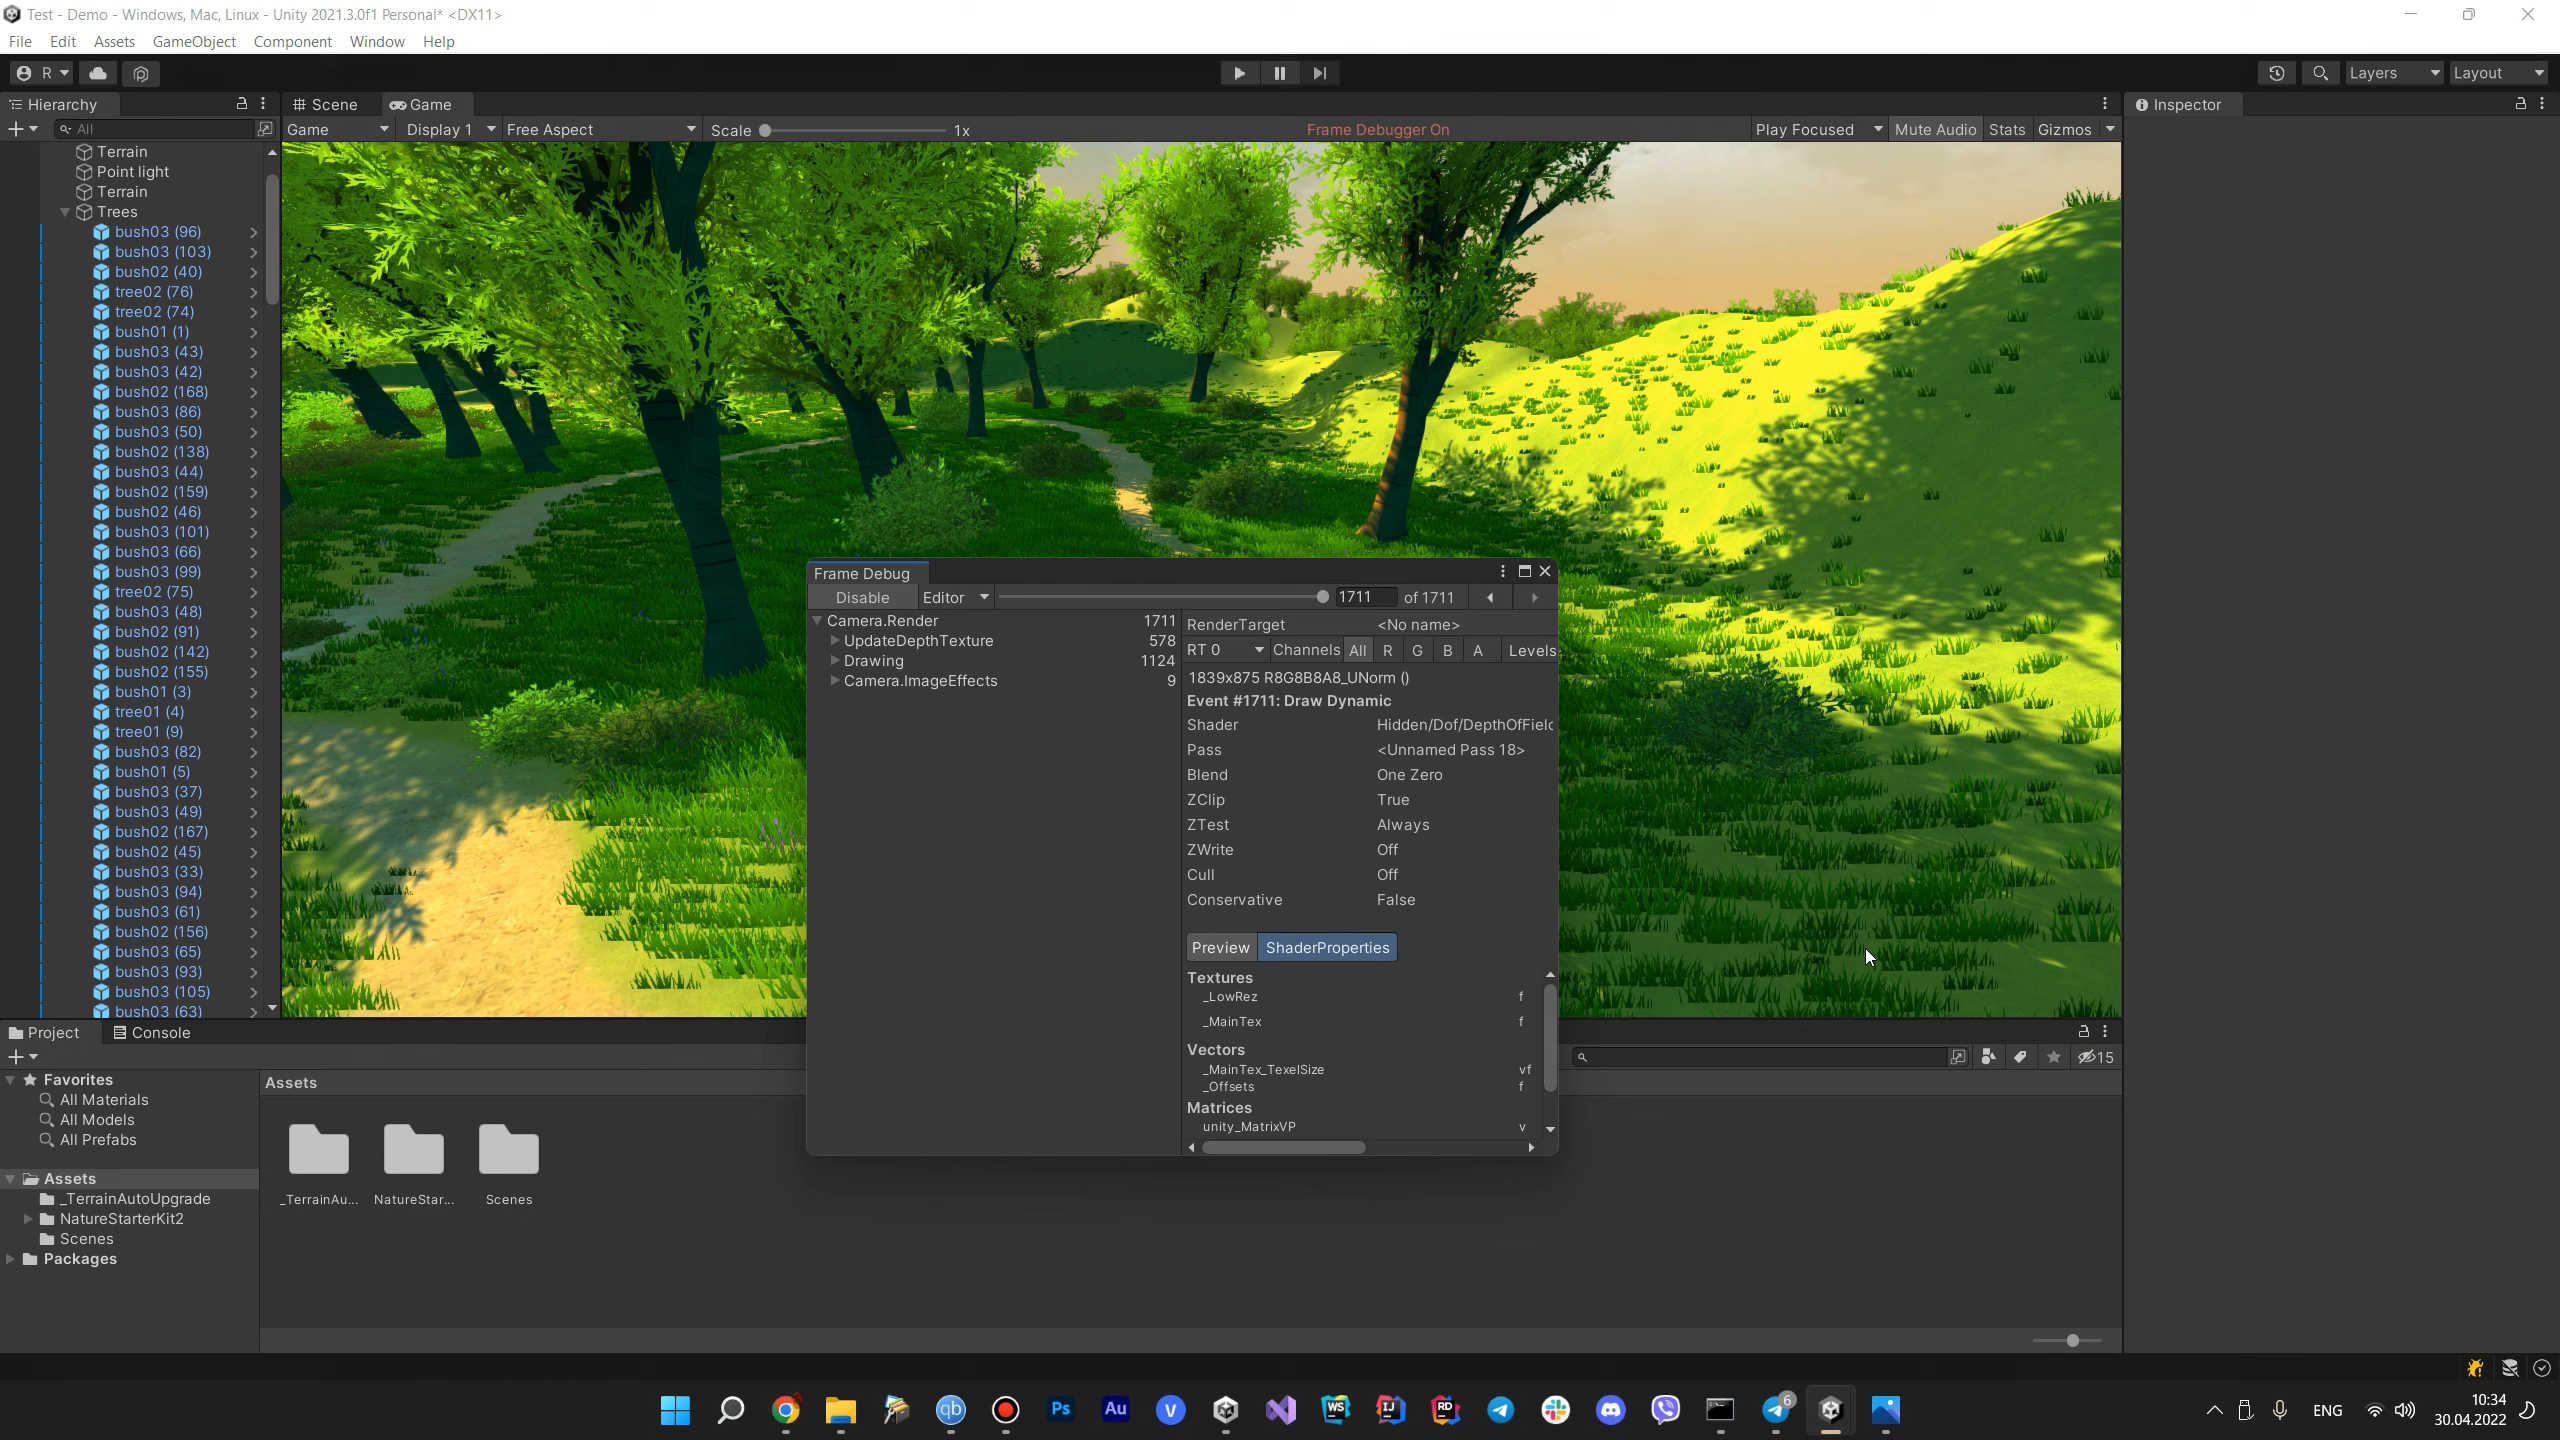 Test - Demo - Windows, Mac, Linux - Unity 2021.3.0f1 Personal* <DX11>
File Edit Assets GameObject Component Window Help
R
Layers Layout
Hierarchy
All
Terrain
Point light
Terrain
Trees
bush03 (96)
bush03 (103)
bush02 (40)
tree02 (76)
tree02 (74)
bush01 (1)
bush03 (43)
bush03 (42)
bush02 (168)
bush03 (86)
bush03 (50)
bush02 (138)
bush03 (44)
bush02 (159)
bush02 (46)
bush03 (101)
bush03 (66)
bush03 (99)
tree02 (75)
bush03 (48)
bush02 (91)
bush02 (142)
bush02 (155)
bush01 (3)
tree01 (4)
tree01 (9)
bush03 (82)
bush01 (5)
bush03 (37)
bush03 (49)
bush02 (167)
bush02 (45)
bush03 (33)
bush03 (94)
bush03 (61)
bush02 (156)
bush03 (65)
bush03 (93)
bush03 (105)
bush03 (63)
Scene Game
Game Display 1 Free Aspect Scale 1x Frame Debugger On Play Focused Mute Audio Stats Gizmos
Inspector
Frame Debug
Disable Editor 1711 of 1711
Camera.Render 1711
UpdateDepthTexture 578
Drawing 1124
Camera.ImageEffects 9
RenderTarget <No name>
RT 0 Channels All R G B A Levels
1839x875 R8G8B8A8_UNorm ()
Event #1711: Draw Dynamic
Shader Hidden/Dof/DepthOfFielc
Pass <Unnamed Pass 18>
Blend One Zero
ZClip True
ZTest Always
ZWrite Off
Cull Off
Conservative False
Preview ShaderProperties
Textures
_LowRez f
_MainTex f
Vectors
_MainTex_TexelSize vf
_Offsets f
Matrices
unity_MatrixVP v
Project Console
15
Favorites
All Materials
All Models
All Prefabs
Assets
_TerrainAutoUpgrade
NatureStarterKit2
Scenes
Packages
Assets
_TerrainAu... NatureStar... Scenes
qb Ps Au V WS IJ RD 6
ENG
10:34
30.04.2022